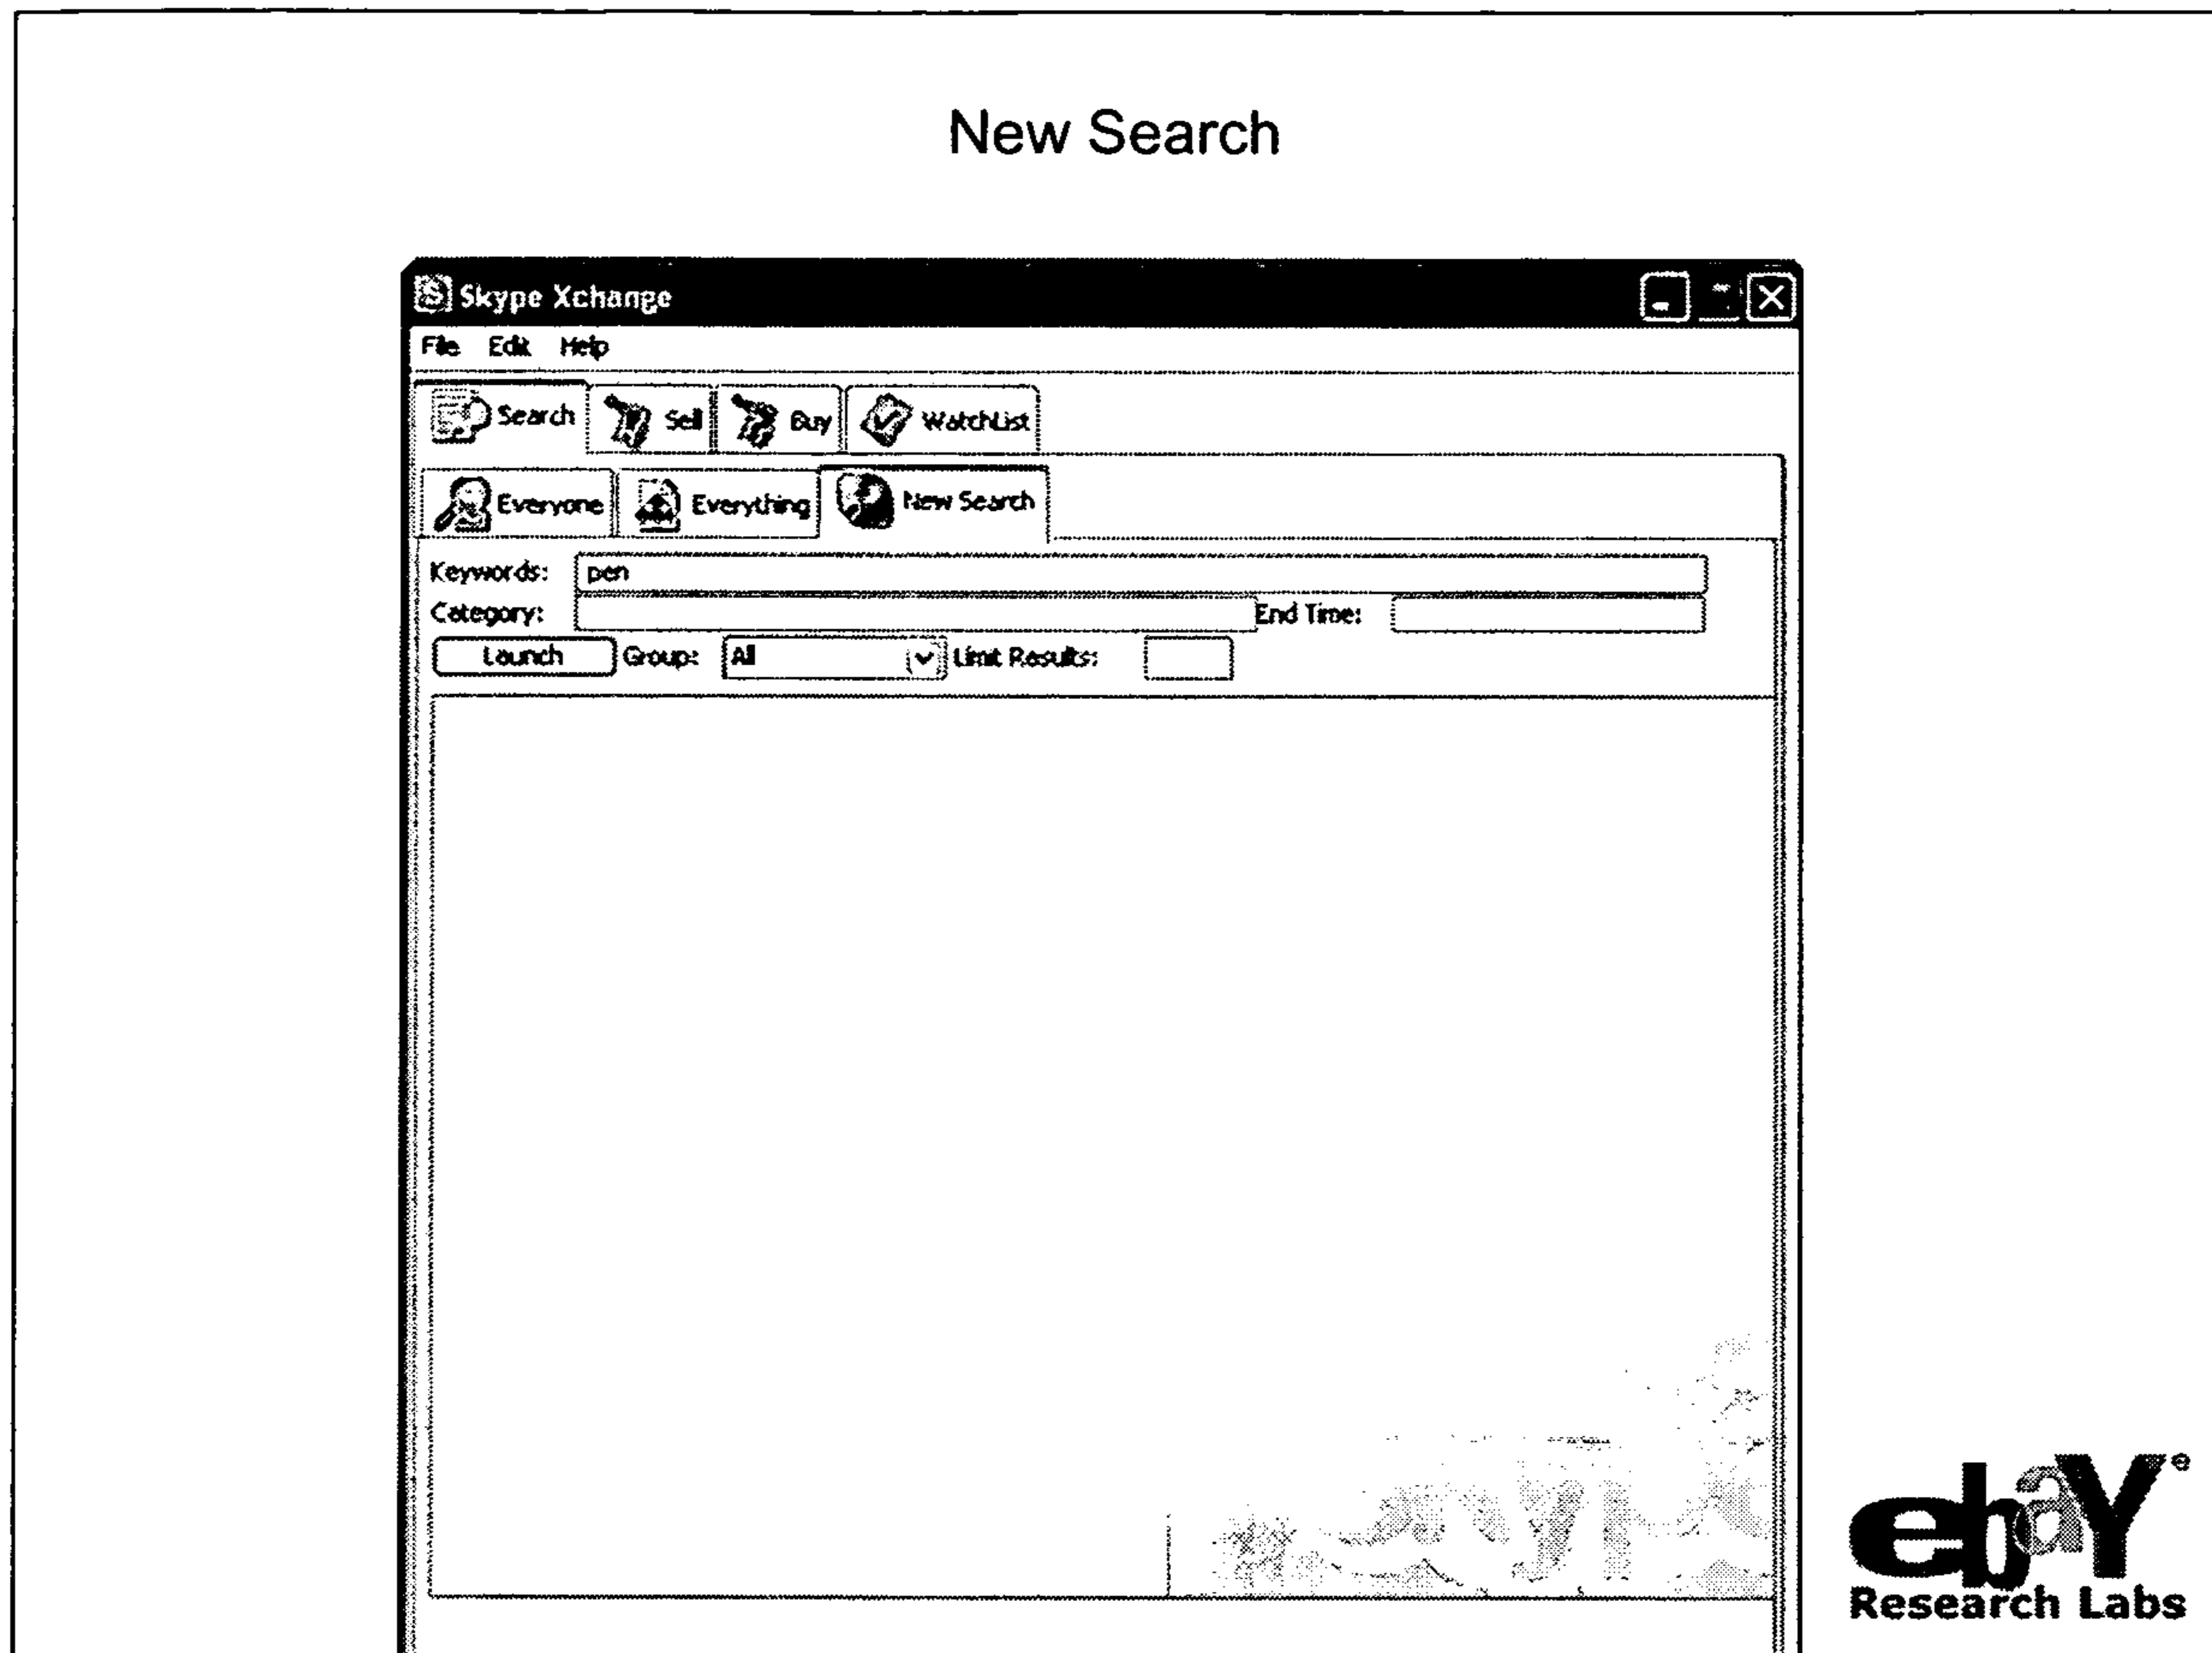 New Search
Skype Xchange
File Edit Help
Search Sell Buy WatchList
Everyone Everything New Search
Keywords: pen
Category: End Time:
Launch Group: All Limit Results:
ebaY®
Research Labs